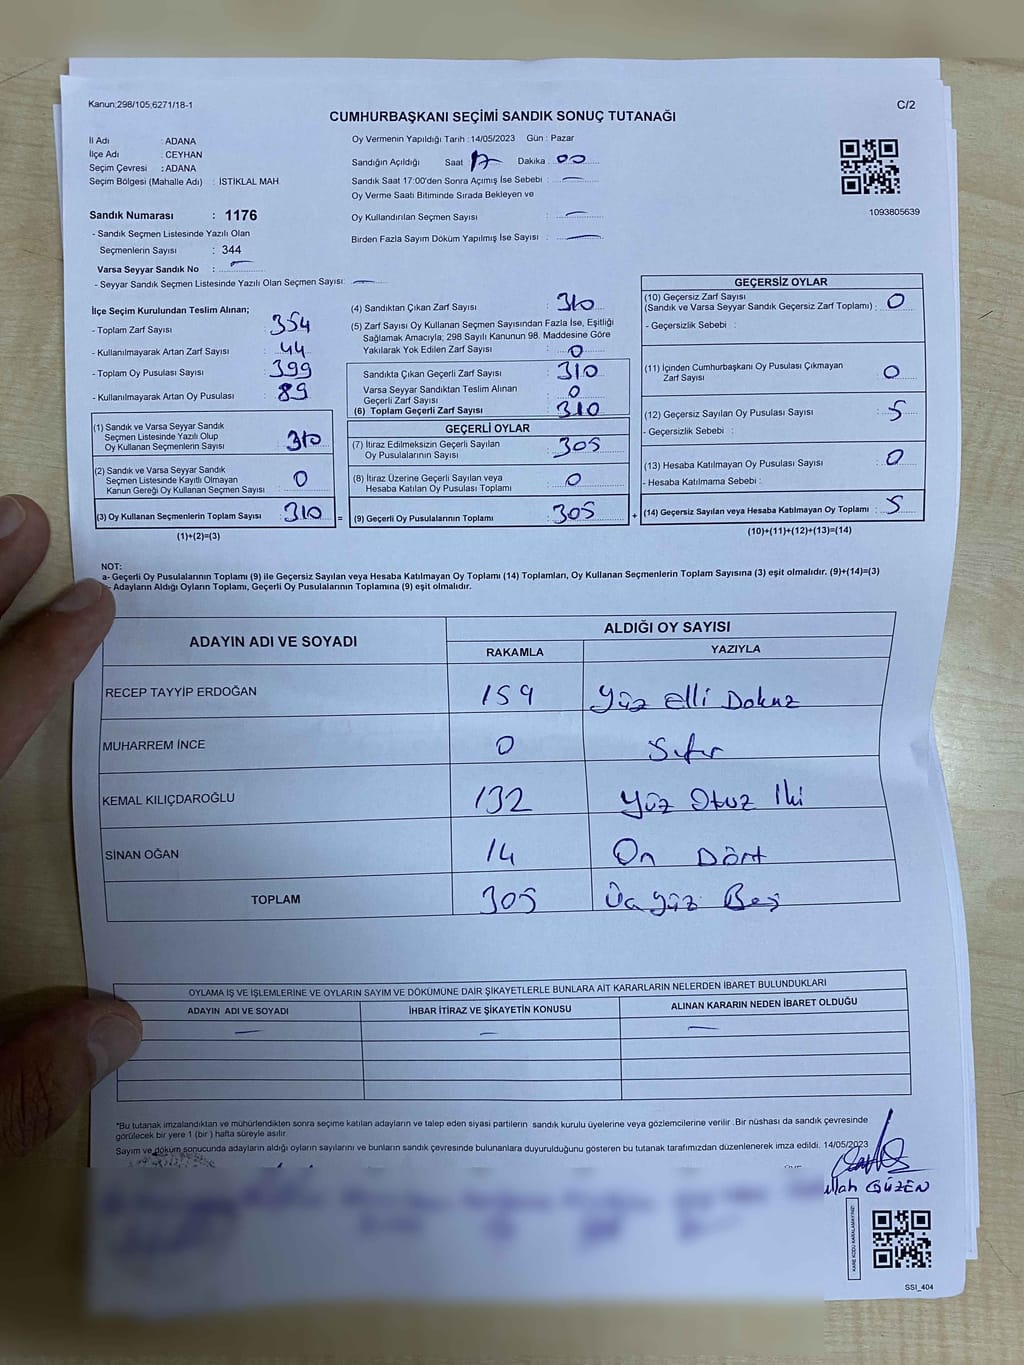 Kanun;298/105,6271/18-1
C/2
CUMHURBAŞKANI SEÇİMİ SANDIK SONUÇ TUTANAĞI
İl Adı : ADANA
İlçe Adı : CEYHAN
Seçim Çevresi : ADANA
Seçim Bölgesi (Mahalle Adı) : İSTİKLAL MAH
Sandık Numarası : 1176
- Sandık Seçmen Listesinde Yazılı Olan
Seçmenlerin Sayısı : 344
Varsa Seyyar Sandık No :
- Seyyar Sandık Seçmen Listesinde Yazılı Olan Seçmen Sayısı:
Oy Vermenin Yapıldığı Tarih : 14/05/2023 Gün : Pazar
Sandığın Açıldığı Saat 17 Dakika : 00
Sandık Saat 17:00'den Sonra Açımış İse Sebebi :
Oy Verme Saati Bitiminde Sırada Bekleyen ve
Oy Kullandırılan Seçmen Sayısı :
Birden Fazla Sayım Döküm Yapılmış İse Sayısı :
1093805639
İlçe Seçim Kurulundan Teslim Alınan;
- Toplam Zarf Sayısı : 354
- Kullanılmayarak Artan Zarf Sayısı : 44
- Toplam Oy Pusulası Sayısı : 399
- Kullanılmayarak Artan Oy Pusulası : 89
(1) Sandık ve Varsa Seyyar Sandık
Seçmen Listesinde Yazılı Olup
Oy Kullanan Seçmenlerin Sayısı : 310
(2) Sandık ve Varsa Seyyar Sandık
Seçmen Listesinde Kayıtlı Olmayan
Kanun Gereği Oy Kullanan Seçmen Sayısı : 0
(3) Oy Kullanan Seçmenlerin Toplam Sayısı : 310
(1)+(2)=(3)
=
(4) Sandıktan Çıkan Zarf Sayısı : 310
(5) Zarf Sayısı Oy Kullanan Seçmen Sayısından Fazla İse, Eşitliği
Sağlamak Amacıyla; 298 Sayılı Kanunun 98. Maddesine Göre
Yakılarak Yok Edilen Zarf Sayısı : 0
Sandıkta Çıkan Geçerli Zarf Sayısı : 310
Varsa Seyyar Sandıktan Teslim Alınan
Geçerli Zarf Sayısı : 0
(6) Toplam Geçerli Zarf Sayısı : 310
GEÇERLİ OYLAR
(7) İtiraz Edilmeksizin Geçerli Sayılan
Oy Pusulalarının Sayısı : 305
(8) İtiraz Üzerine Geçerli Sayılan veya
Hesaba Katılan Oy Pusulası Toplamı : 0
(9) Geçerli Oy Pusulalarının Toplamı : 305
+
GEÇERSİZ OYLAR
(10) Geçersiz Zarf Sayısı
(Sandık ve Varsa Seyyar Sandık Geçersiz Zarf Toplamı) : 0
- Geçersizlik Sebebi :
(11) İçinden Cumhurbaşkanı Oy Pusulası Çıkmayan
Zarf Sayısı : 0
(12) Geçersiz Sayılan Oy Pusulası Sayısı : 5
- Geçersizlik Sebebi :
(13) Hesaba Katılmayan Oy Pusulası Sayısı : 0
- Hesaba Katılmama Sebebi :
(14) Geçersiz Sayılan veya Hesaba Katılmayan Oy Toplamı : 5
(10)+(11)+(12)+(13)=(14)
NOT:
a- Geçerli Oy Pusulalarının Toplamı (9) ile Geçersiz Sayılan veya Hesaba Katılmayan Oy Toplamı (14) Toplamları, Oy Kullanan Seçmenlerin Toplam Sayısına (3) eşit olmalıdır. (9)+(14)=(3)
- Adayların Aldığı Oyların Toplamı, Geçerli Oy Pusulalarının Toplamına (9) eşit olmalıdır.
ADAYIN ADI VE SOYADI
ALDIĞI OY SAYISI
RAKAMLA YAZIYLA
RECEP TAYYİP ERDOĞAN 159 Yüz Elli Dokuz
MUHARREM İNCE 0 Sıfır
KEMAL KILIÇDAROĞLU 132 Yüz Otuz İki
SİNAN OĞAN 14 On Dört
TOPLAM 305 Üç yüz Beş
OYLAMA İŞ VE İŞLEMLERİNE VE OYLARIN SAYIM VE DÖKÜMÜNE DAİR ŞİKAYETLERLE BUNLARA AİT KARARLARIN NELERDEN İBARET BULUNDUKLARI
ADAYIN ADI VE SOYADI İHBAR İTİRAZ VE ŞİKAYETİN KONUSU ALINAN KARARIN NEDEN İBARET OLDUĞU
*Bu tutanak imzalandıktan ve mühürlendikten sonra seçime katılan adayların ve talep eden siyasi partilerin sandık kurulu üyelerine veya gözlemcilerine verilir .Bir nüshası da sandık çevresinde
görülecek bir yere 1 (bir ) hafta süreyle asılır.
Sayım ve döküm sonucunda adayların aldığı oyların sayılarını ve bunların sandık çevresinde bulunanlara duyurulduğunu gösteren bu tutanak tarafımızdan düzenlenerek imza edildi. 14/05/2023
ullah GÜZEN
KARE KODU KARALAMAYINIZ!
SSI_404